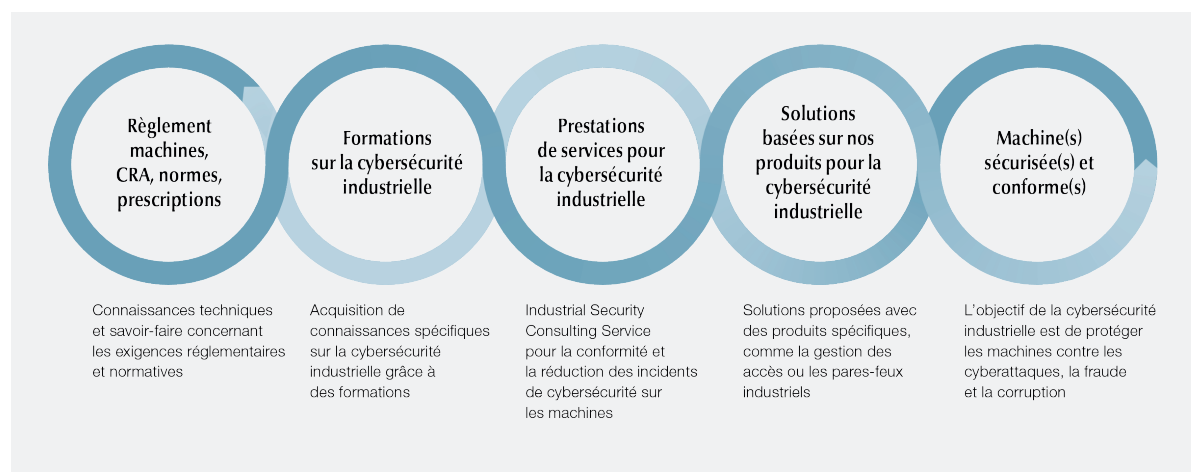 Règlement
machines,
CRA, normes,
prescriptions
Connaissances techniques
et savoir-faire concernant
les exigences réglementaires
et normatives
Formations
sur la cybersécurité
industrielle
Acquisition de
connaissances spécifiques
sur la cybersécurité
industrielle grâce à
des formations
Prestations
de services pour
la cybersécurité
industrielle
Industrial Security
Consulting Service
pour la conformité et
la réduction des incidents
de cybersécurité sur
les machines
Solutions
basées sur nos
produits pour la
cybersécurité
industrielle
Solutions proposées avec
des produits spécifiques,
comme la gestion des
accès ou les pares-feux
industriels
Machine(s)
sécurisée(s) et
conforme(s)
L'objectif de la cybersécurité
industrielle est de protéger
les machines contre les
cyberattaques, la fraude
et la corruption